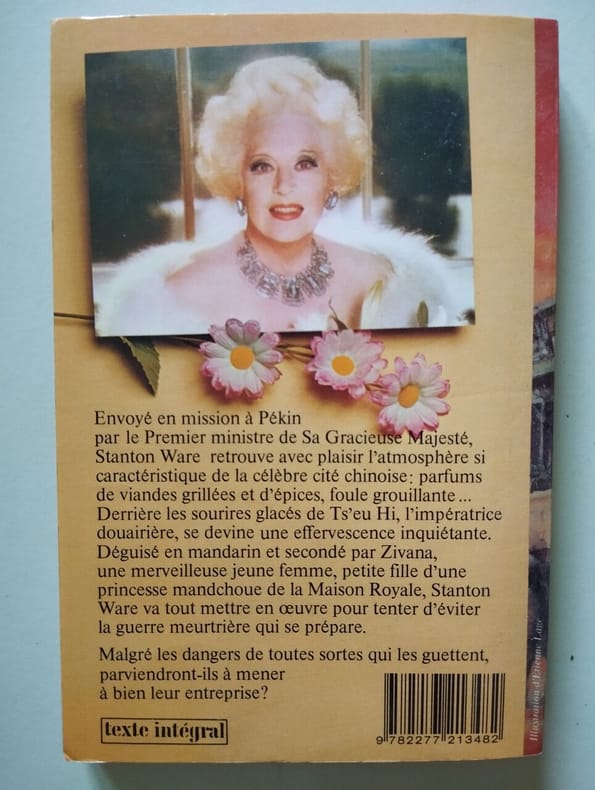 Envoyé en mission à Pékin
par le Premier ministre de Sa Gracieuse Majesté,
Stanton Ware retrouve avec plaisir l'atmosphère si
caractéristique de la célèbre cité chinoise: parfums
de viandes grillées et d'épices, foule grouillante ...
Derrière les sourires glacés de Ts'eu Hi, l'impératrice
douairière, se devine une effervescence inquiétante.
Déguisé en mandarin et secondé par Zivana,
une merveilleuse jeune femme, petite fille d'une
princesse mandchoue de la Maison Royale, Stanton
Ware va tout mettre en œuvre pour tenter d'éviter
la guerre meurtrière qui se prépare.
Malgré les dangers de toutes sortes qui les guettent,
parviendront-ils à mener
à bien leur entreprise?
texte intégral
9 782277 213482
Illustration d'Etienne Lage